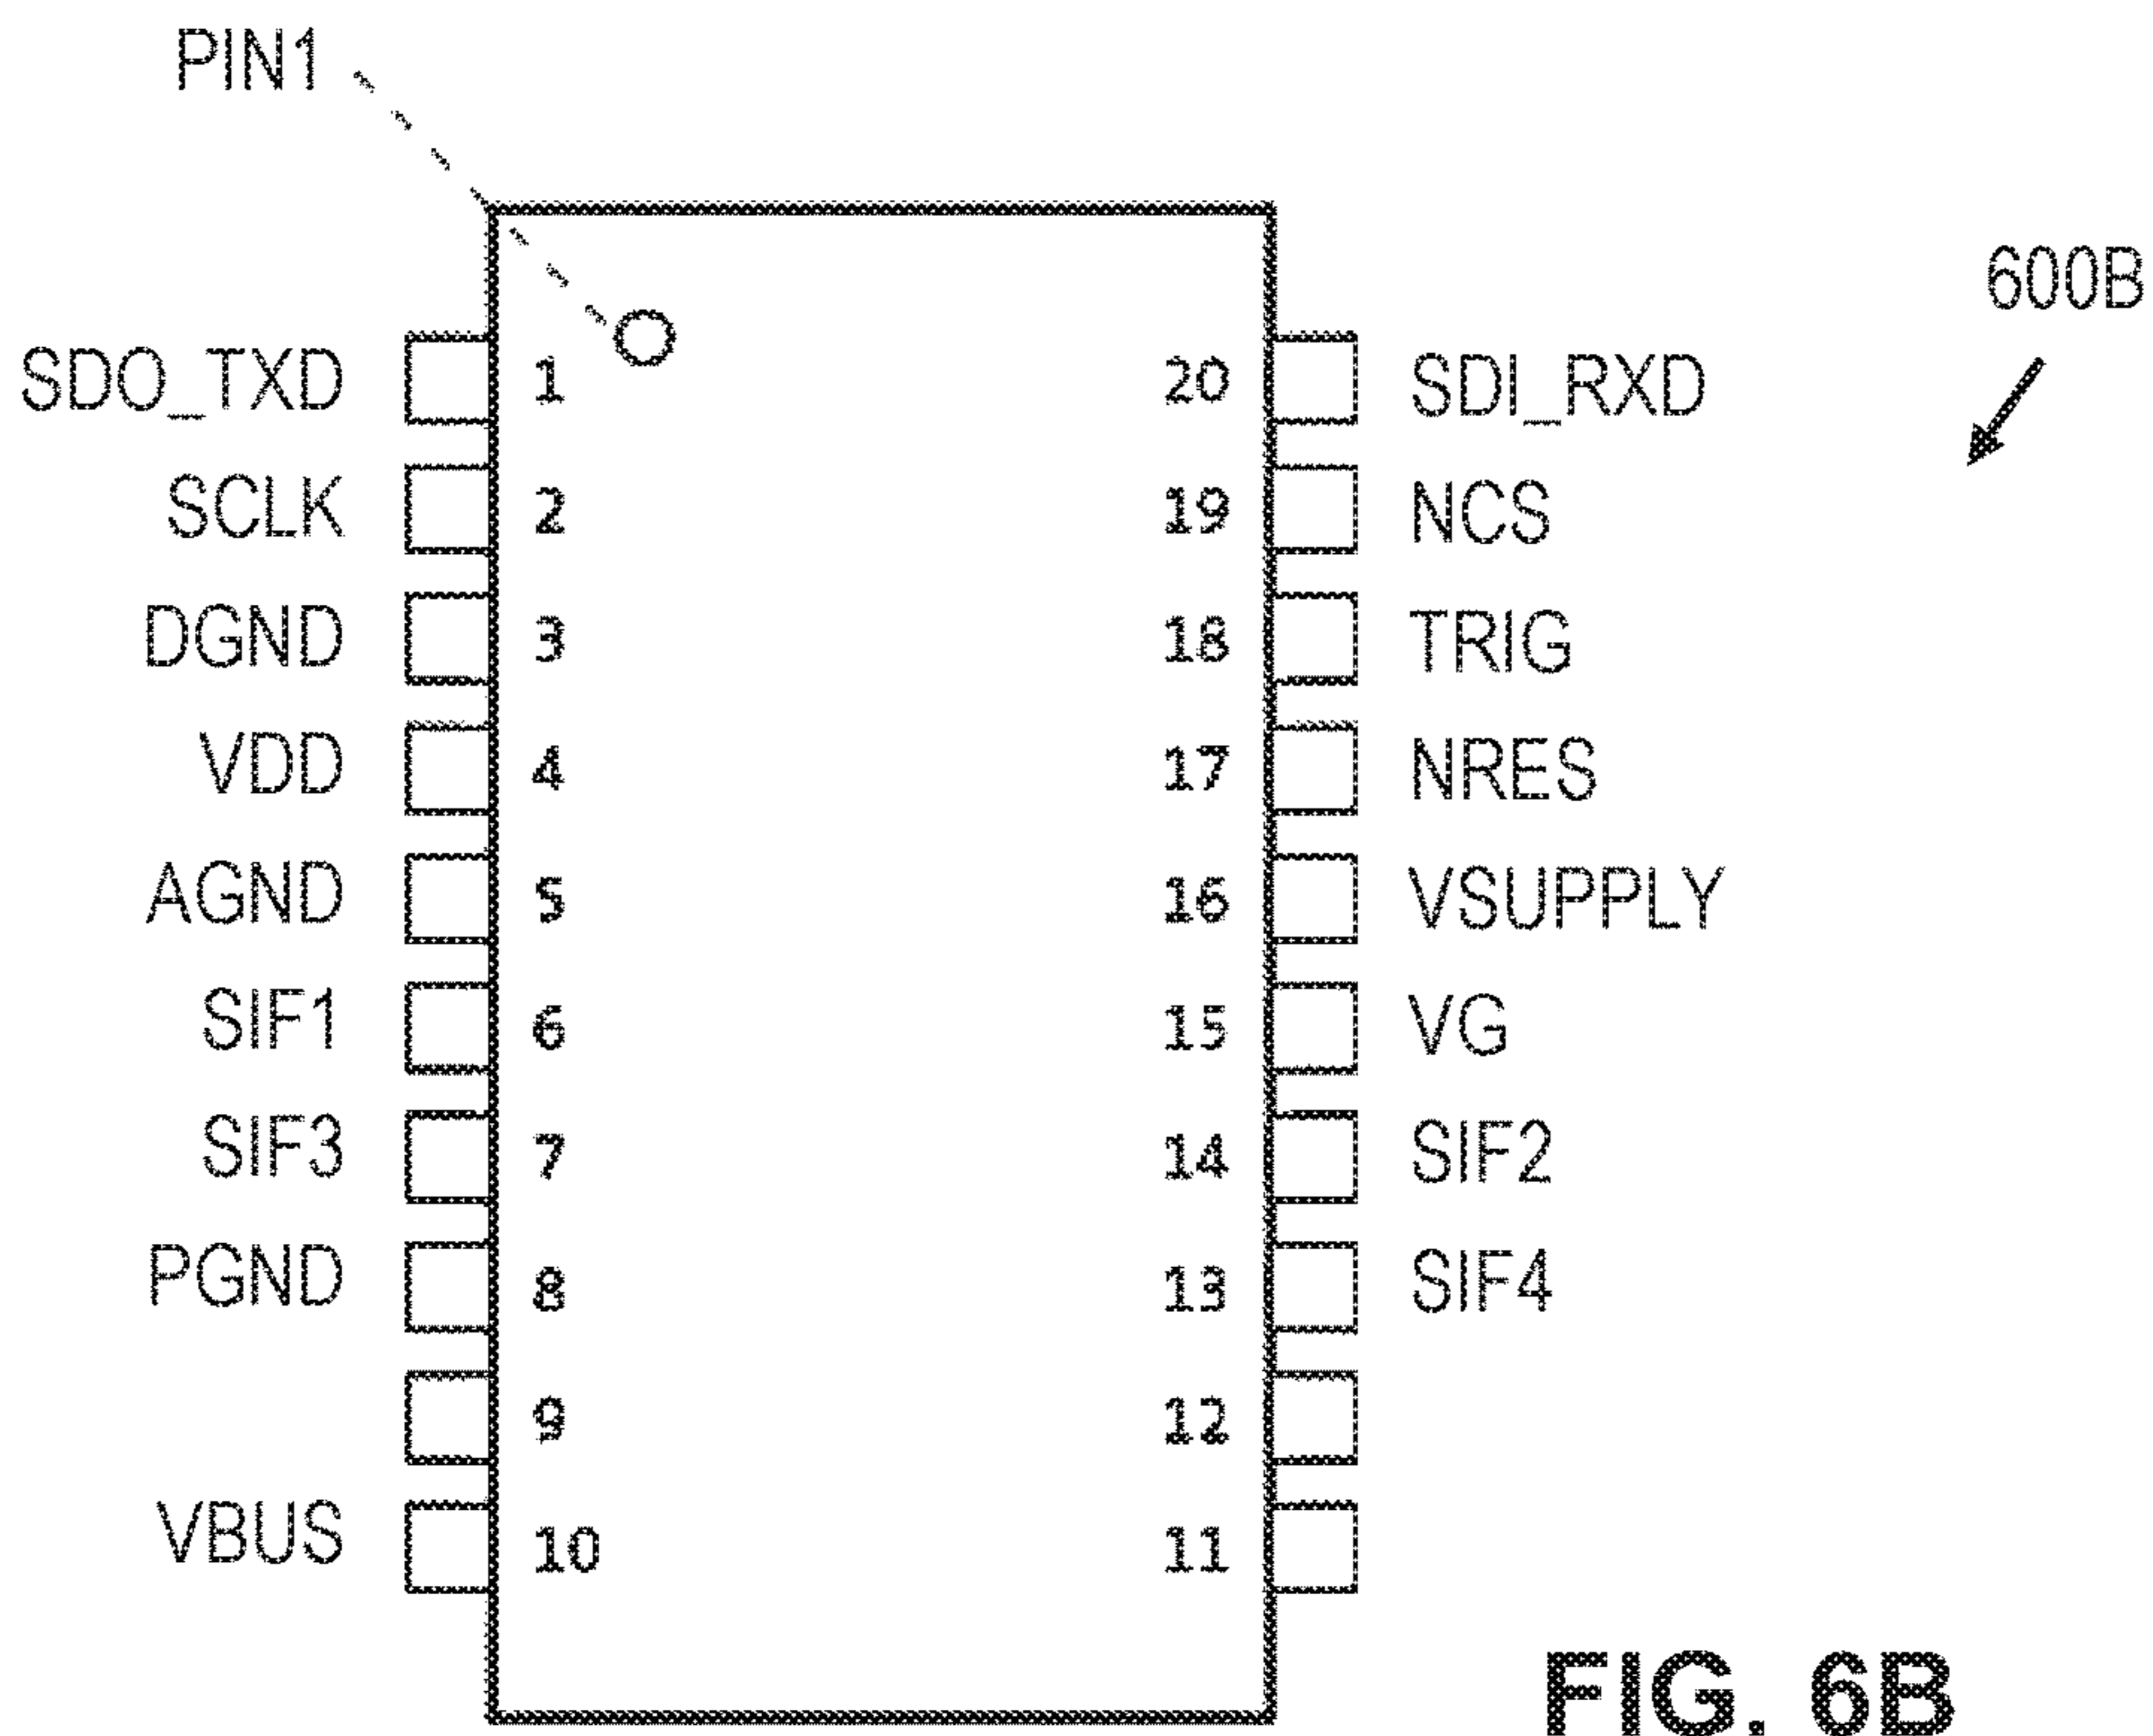 PIN1
600B
SDO_TXD 1 20 SDI_RXD
SCLK 2 19 NCS
DGND 3 18 TRIG
VDD 4 17 NRES
AGND 5 16 VSUPPLY
SIF1 6 15 VG
SIF3 7 14 SIF2
PGND 8 13 SIF4
9 12
VBUS 10 11
FIG. 6B